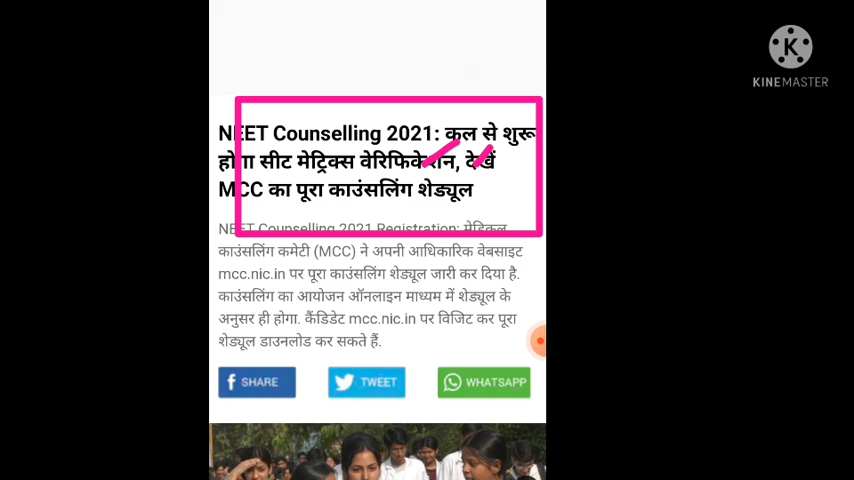 K
KINEMASTER
NEET Counselling 2021: कल से शुरू
होगा सीट मेट्रिक्स वेरिफिकेशन, देखें
MCC का पूरा काउंसलिंग शेड्यूल
NEET Counselling 2021 Registration: मेडिकल
काउंसलिंग कमेटी (MCC) ने अपनी आधिकारिक वेबसाइट
mcc.nic.in पर पूरा काउंसलिंग शेड्यूल जारी कर दिया है.
काउंसलिंग का आयोजन ऑनलाइन माध्यम में शेड्यूल के
अनुसर ही होगा. कैंडिडेट mcc.nic.in पर विजिट कर पूरा
शेड्यूल डाउनलोड कर सकते हैं.
f SHARE
TWEET
WHATSAPP